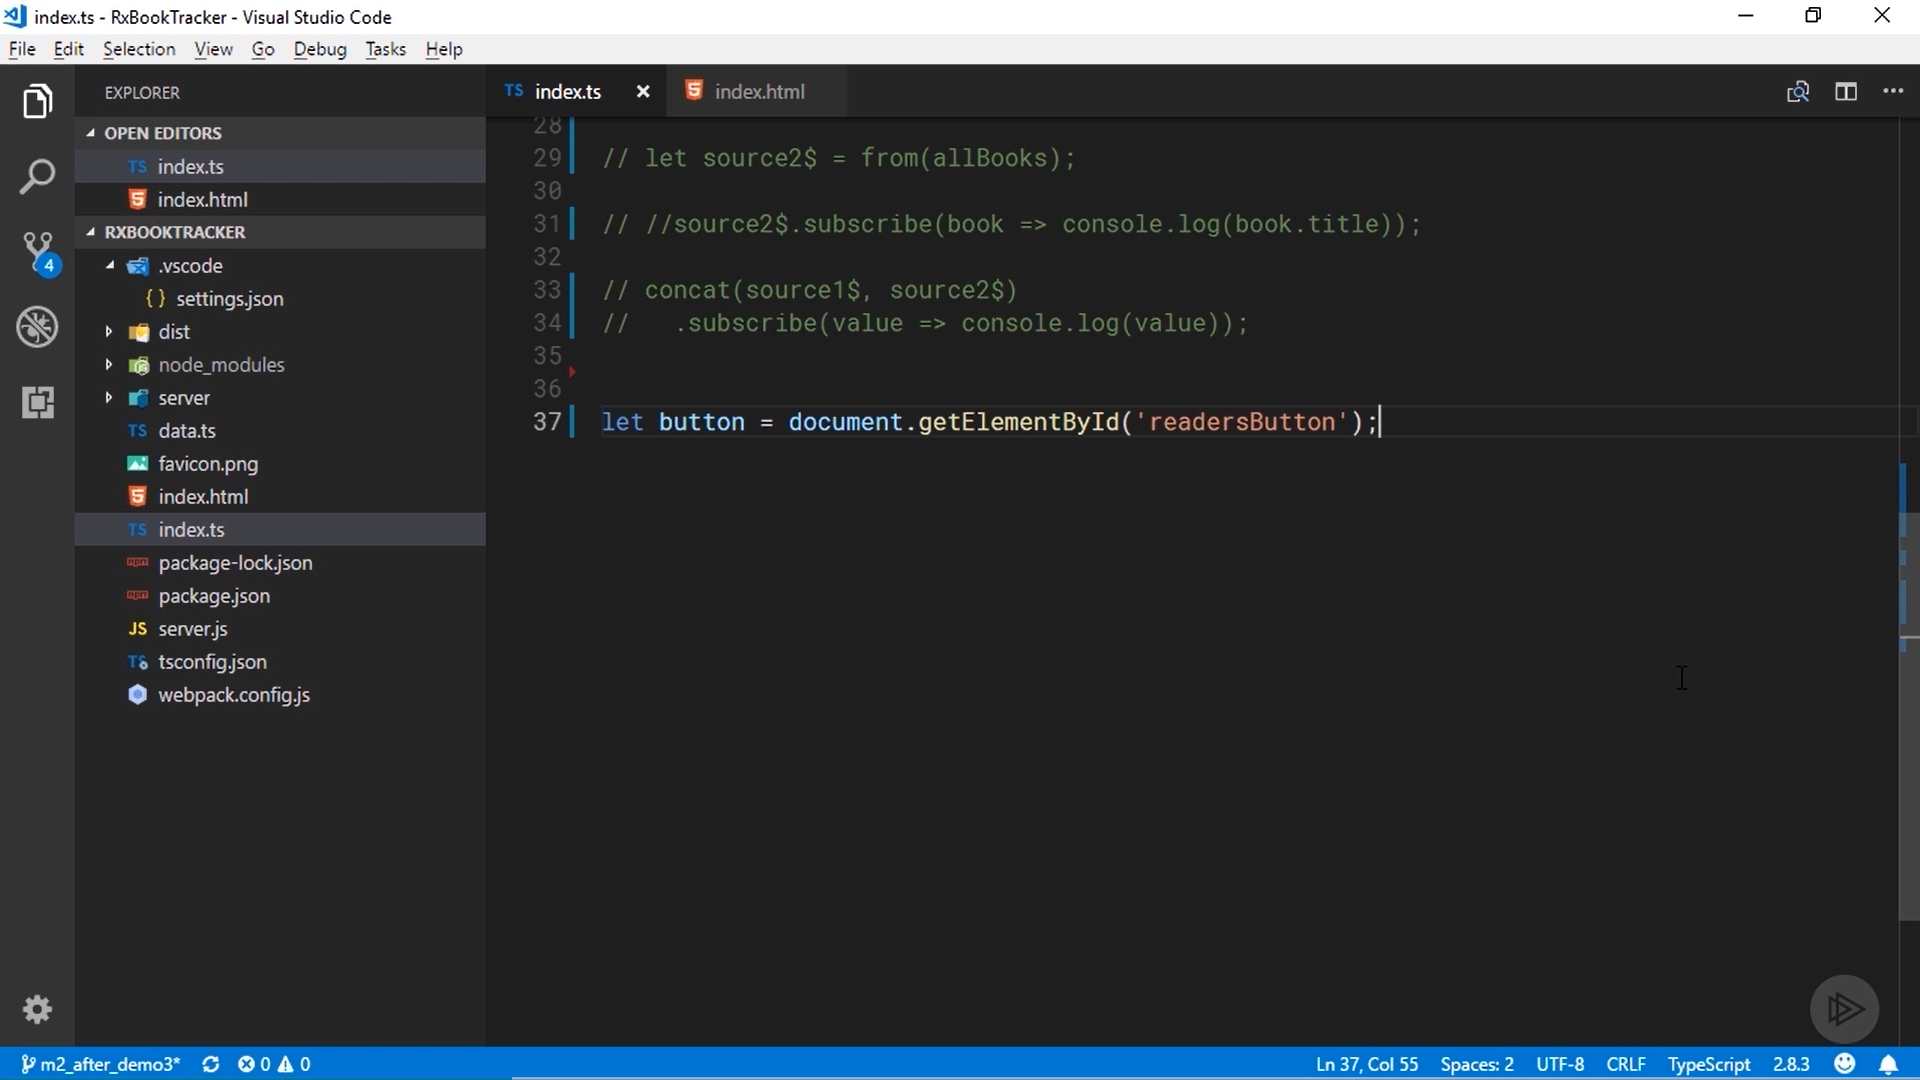 index.ts - RxBookTracker - Visual Studio Code
File Edit Selection View Go Debug Tasks Help
EXPLORER
OPEN EDITORS
TS index.ts
index.html
RXBOOKTRACKER
.vscode
{ } settings.json
dist
node_modules
server
TS data.ts
favicon.png
index.html
TS index.ts
package-lock.json
package.json
JS server.js
TS tsconfig.json
webpack.config.js
4
TS index.ts × index.html
28
29 // let source2$ = from(allBooks);
30
31 // //source2$.subscribe(book => console.log(book.title));
32
33 // concat(source1$, source2$)
34 //   .subscribe(value => console.log(value));
35
36
37 let button = document.getElementById('readersButton');
m2_after_demo3* 0 0 Ln 37, Col 55 Spaces: 2 UTF-8 CRLF TypeScript 2.8.3